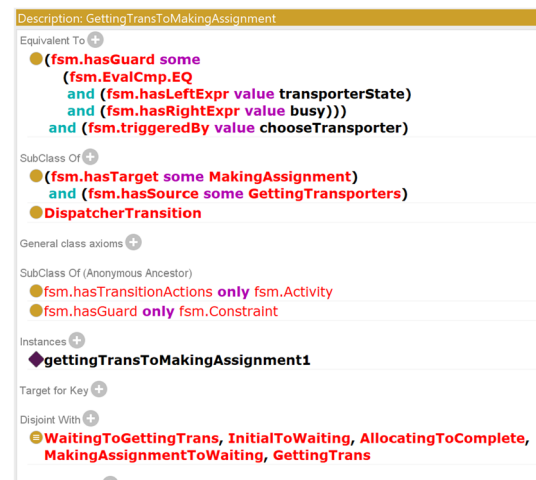 Description: GettingTransToMakingAssignment
Equivalent To
(fsm.hasGuard some
(fsm.EvalCmp.EQ
and (fsm.hasLeftExpr value transporterState)
and (fsm.hasRightExpr value busy)))
and (fsm.triggeredBy value chooseTransporter)
SubClass Of
(fsm.hasTarget some MakingAssignment)
and (fsm.hasSource some GettingTransporters)
DispatcherTransition
General class axioms
SubClass Of (Anonymous Ancestor)
fsm.hasTransitionActions only fsm.Activity
fsm.hasGuard only fsm.Constraint
Instances
gettingTransToMakingAssignment1
Target for Key
Disjoint With
WaitingToGettingTrans, InitialToWaiting, AllocatingToComplete,
MakingAssignmentToWaiting, GettingTrans